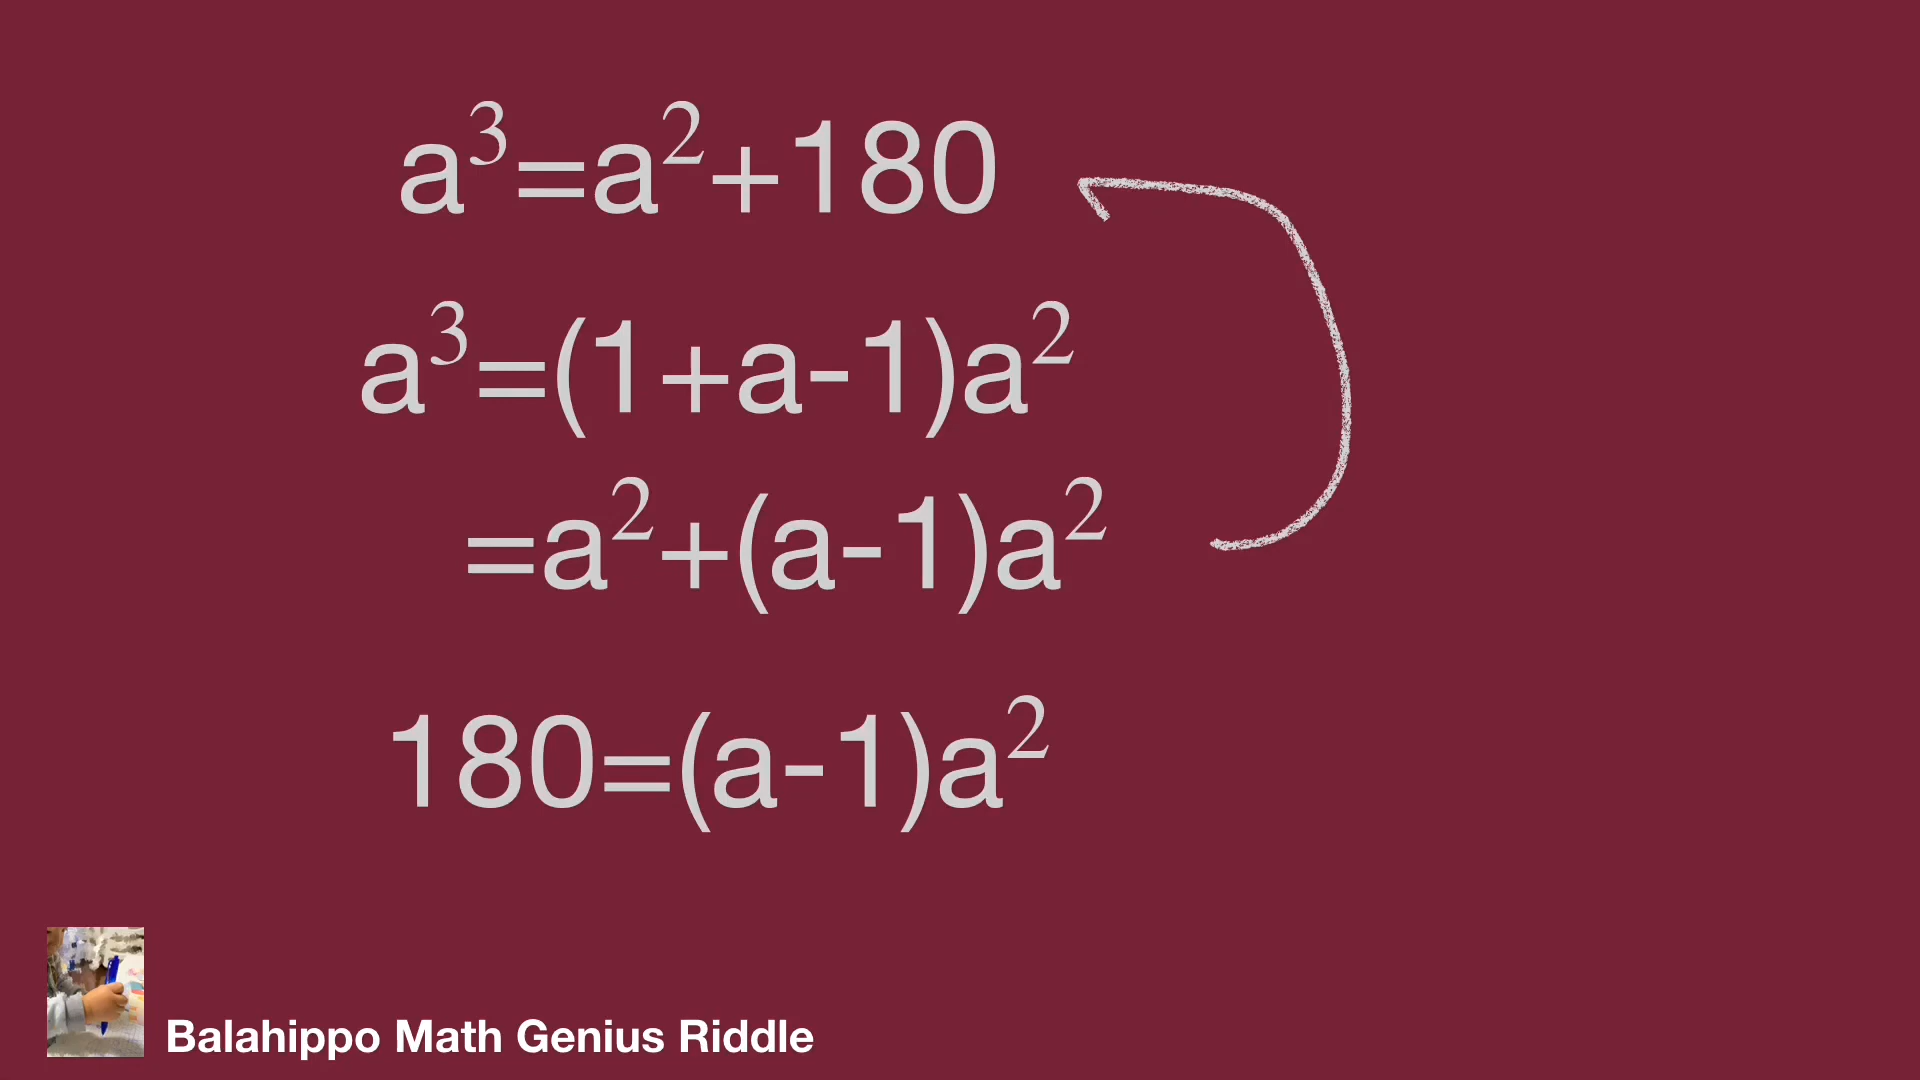 a³=a²+180
a³=(1+a-1)a²
=a²+(a-1)a²
180=(a-1)a²
Balahippo Math Genius Riddle